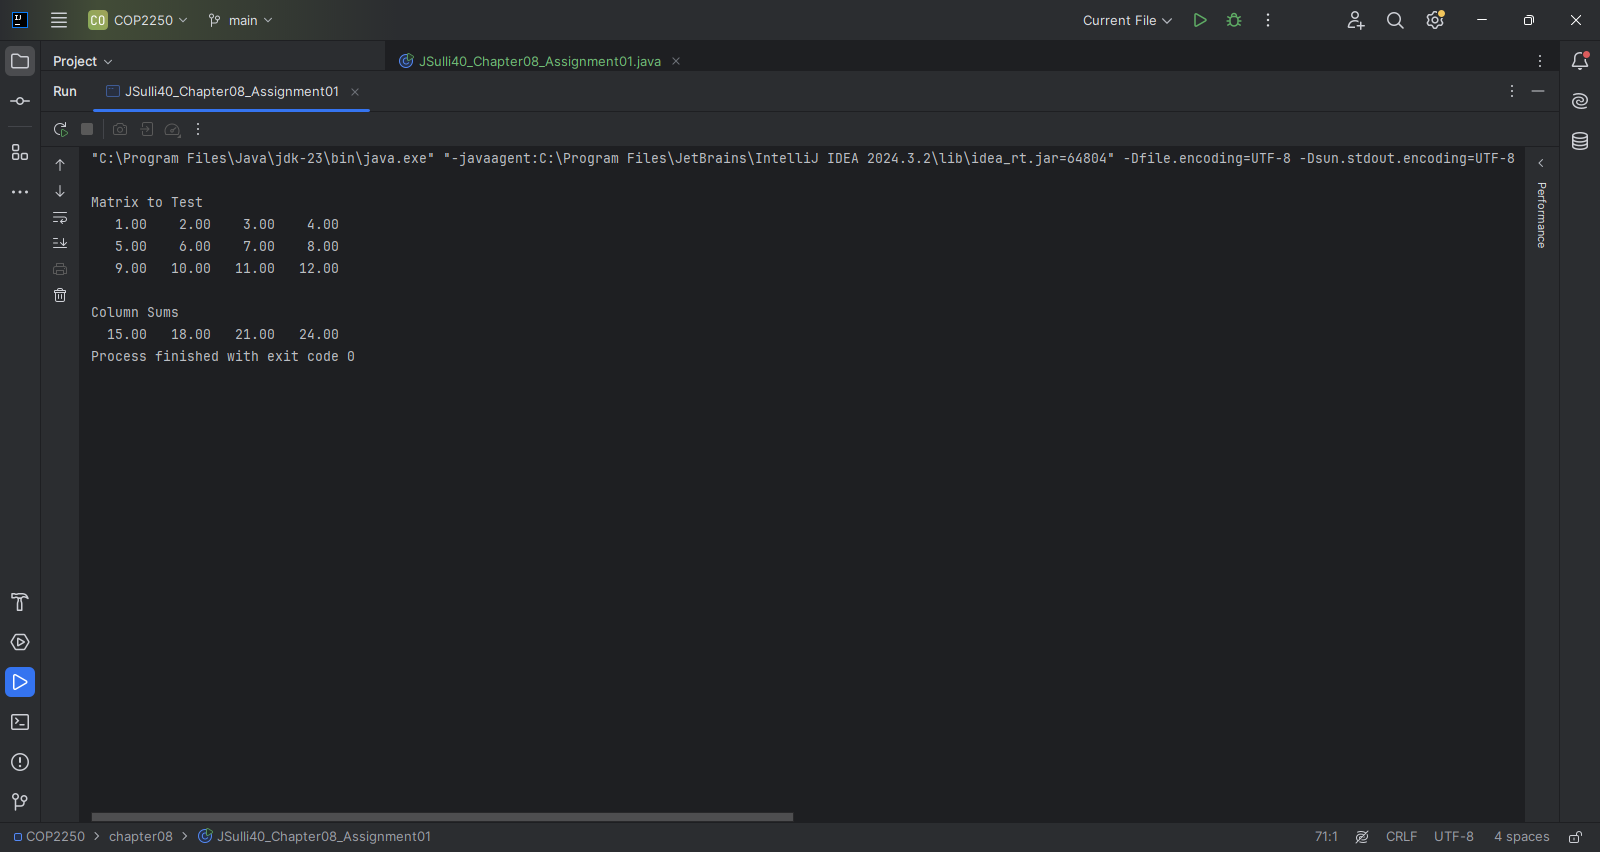 CO COP2250 main Current File
Project JSulli40_Chapter08_Assignment01.java
Run JSulli40_Chapter08_Assignment01
"C:\Program Files\Java\jdk-23\bin\java.exe" "-javaagent:C:\Program Files\JetBrains\IntelliJ IDEA 2024.3.2\lib\idea_rt.jar=64804" -Dfile.encoding=UTF-8 -Dsun.stdout.encoding=UTF-8
Performance
Matrix to Test
1.00 2.00 3.00 4.00
5.00 6.00 7.00 8.00
9.00 10.00 11.00 12.00
Column Sums
15.00 18.00 21.00 24.00
Process finished with exit code 0
COP2250 > chapter08 > JSulli40_Chapter08_Assignment01 71:1 CRLF UTF-8 4 spaces